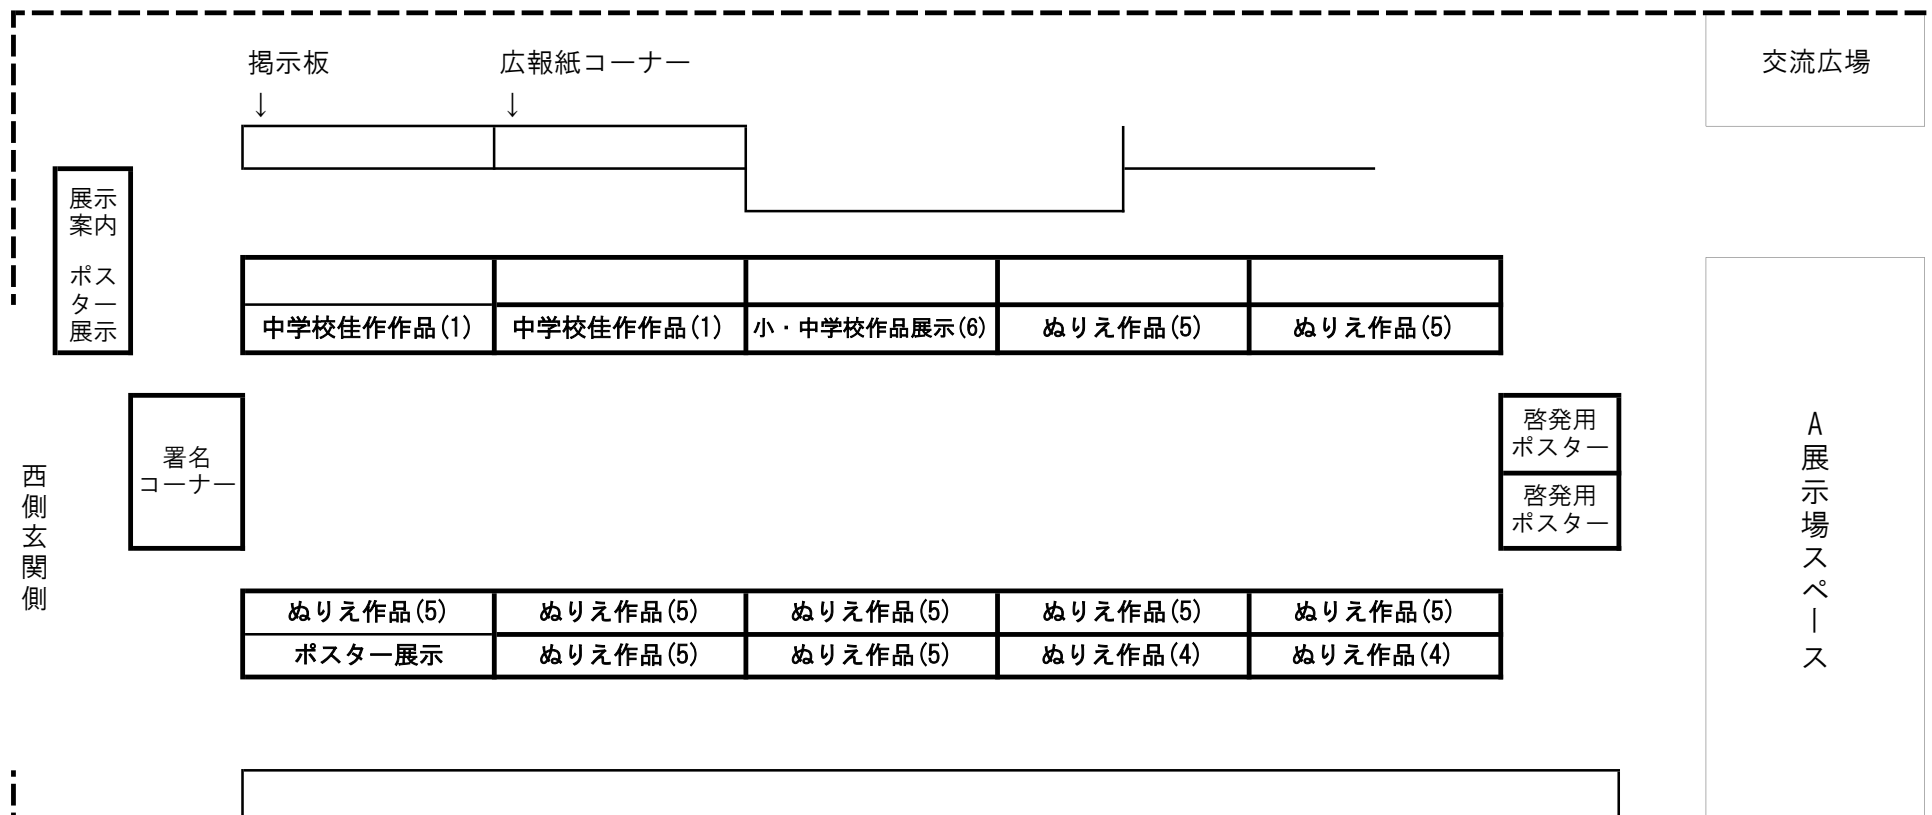 掲示板
広報紙コーナー
交流広場
↓
↓
展示
案内
ポス
ター
展示
中学校佳作作品(1)
中学校佳作作品(1)
小・中学校作品展示(6)
ぬりえ作品(5)
ぬりえ作品(5)
署名
コーナー
啓発用
ポスター
啓発用
ポスター
西側玄関側
A展示場スペース
ぬりえ作品(5)
ぬりえ作品(5)
ぬりえ作品(5)
ぬりえ作品(5)
ぬりえ作品(5)
ポスター展示
ぬりえ作品(5)
ぬりえ作品(5)
ぬりえ作品(4)
ぬりえ作品(4)